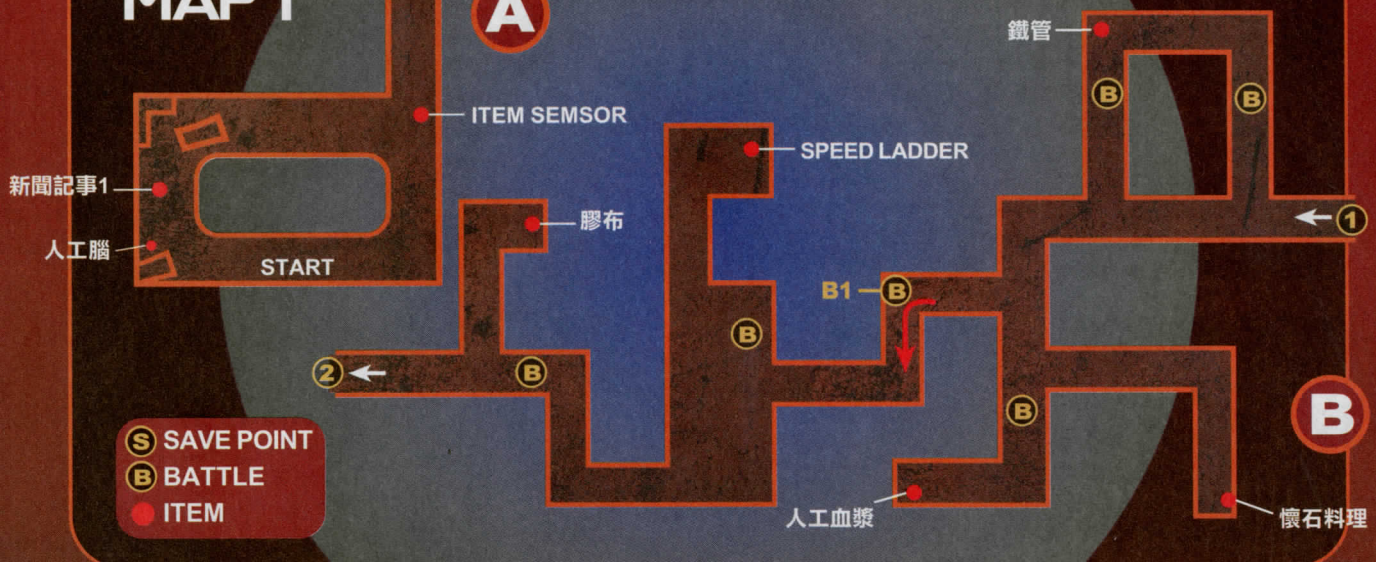 MAP 1
A
鐵管
B
B
ITEM SEMSOR
SPEED LADDER
新聞記事1
膠布
1
人工腦
START
B1
B
B
2
B
B
B
S SAVE POINT
B BATTLE
ITEM
人工血漿
懷石料理